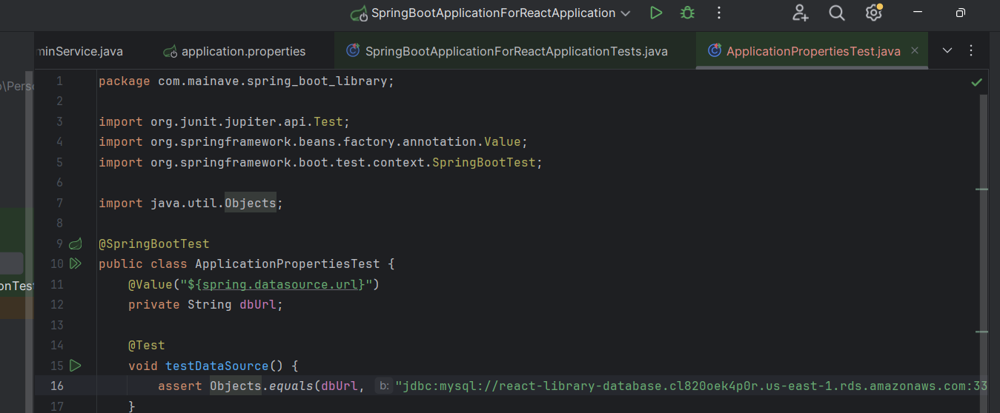 SpringBootApplicationForReactApplication
minService.java application.properties SpringBootApplicationForReactApplicationTests.java ApplicationPropertiesTest.java
1 package com.mainave.spring_boot_library;
2
3 import org.junit.jupiter.api.Test;
4 import org.springframework.beans.factory.annotation.Value;
5 import org.springframework.boot.test.context.SpringBootTest;
6
7 import java.util.Objects;
8
9 @SpringBootTest
10 public class ApplicationPropertiesTest {
11 @Value("${spring.datasource.url}")
12 private String dbUrl;
13
14 @Test
15 void testDataSource() {
16 assert Objects.equals(dbUrl, b: "jdbc:mysql://react-library-database.cl820oek4p0r.us-east-1.rds.amazonaws.com:33
17 }
\Perso
onTest